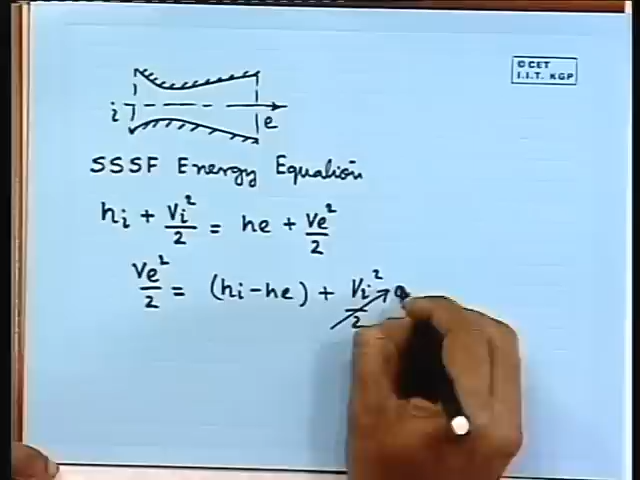 © CET
I.I.T. KGP
i
e
SSSF Energy Equation
hi + Vi²/2 = he + Ve²/2
Ve²/2 = (hi - he) + Vi²/2